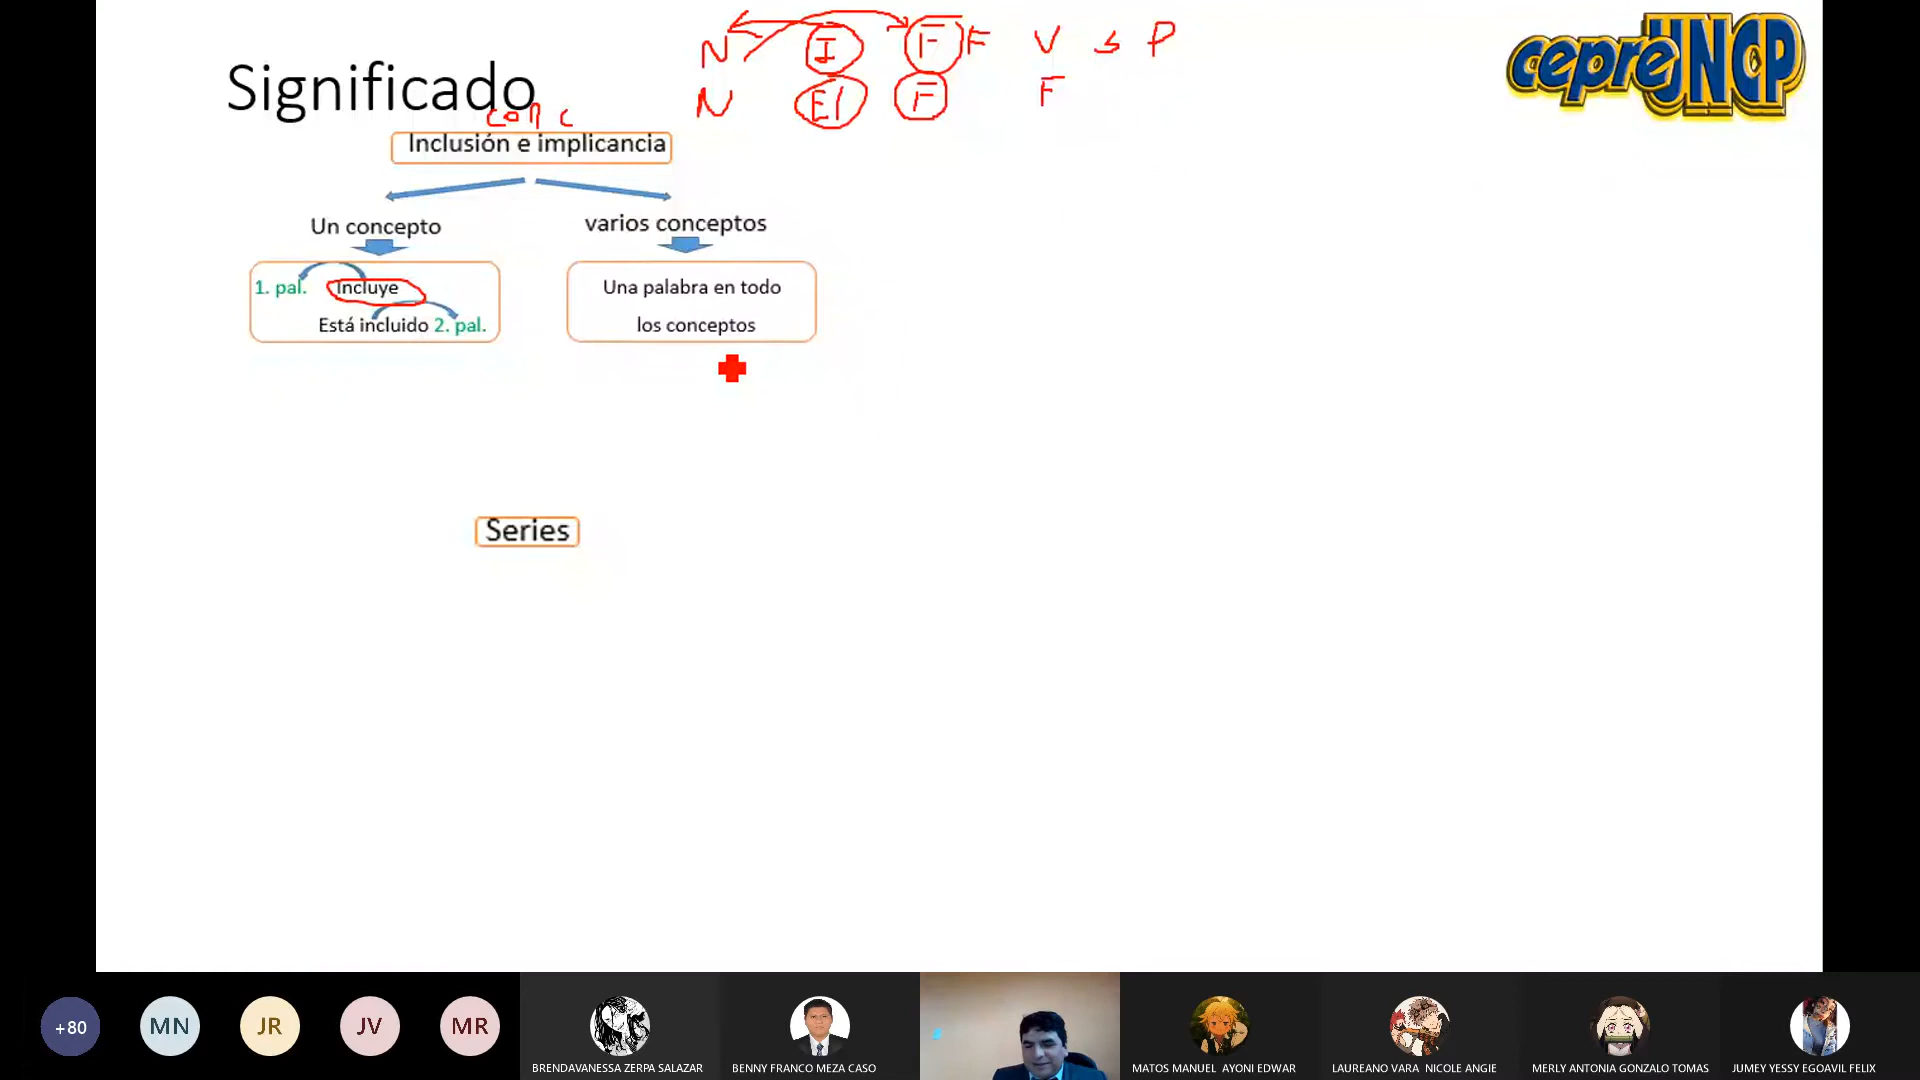 N I F F V s P
cepreUNCP
Significado
N EI F F
con c
Inclusión e implicancia
Un concepto
varios conceptos
1. pal. Incluye
Está incluido 2. pal.
Una palabra en todo
los conceptos
Series
+80
MN
JR
JV
MR
BRENDAVANESSA ZERPA SALAZAR
BENNY FRANCO MEZA CASO
MATOS MANUEL AYONI EDWAR
LAUREANO VARA NICOLE ANGIE
MERLY ANTONIA GONZALO TOMAS
JUMEY YESSY EGOAVIL FELIX